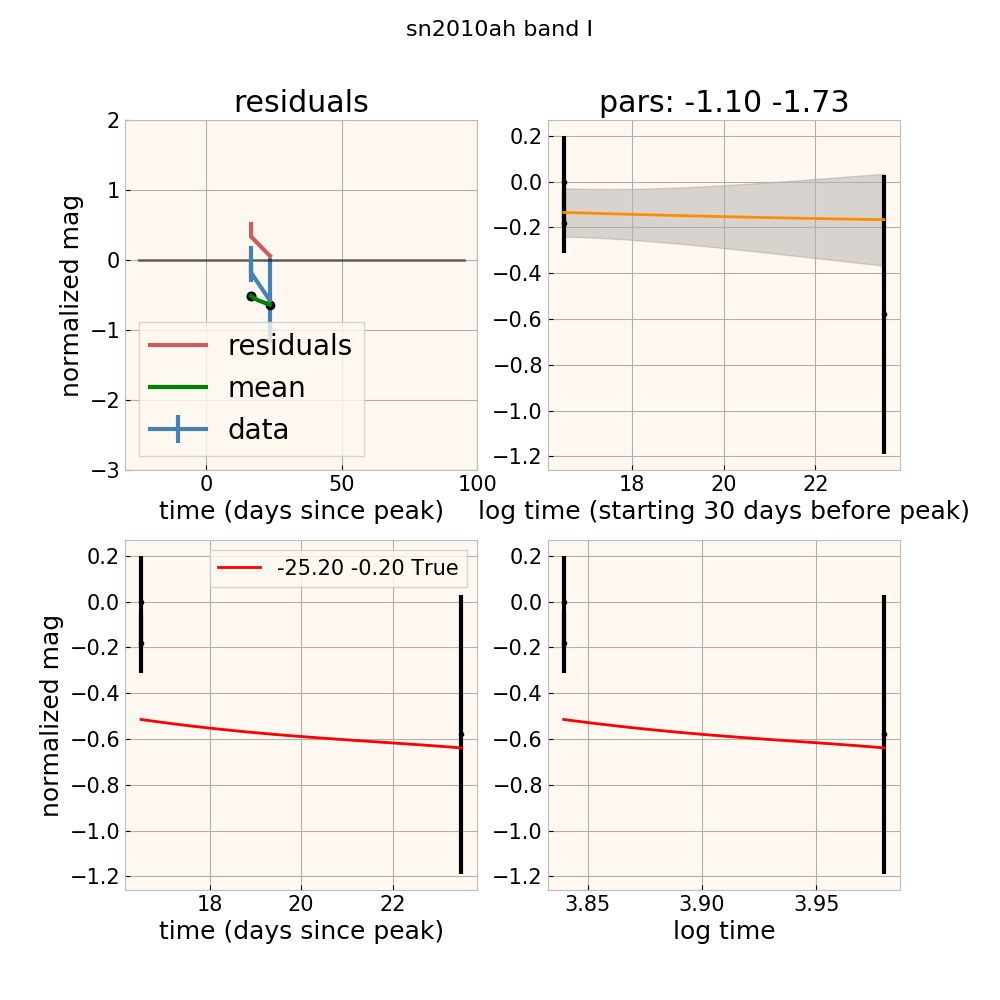 sn2010ah band I
residuals
pars: -1.10 -1.73
normalized mag
2
1
0
−1
−2
−3
residuals
mean
data
0 50 100
time (days since peak)
0.2
0.0
−0.2
−0.4
−0.6
−0.8
−1.0
−1.2
18 20 22
log time (starting 30 days before peak)
normalized mag
0.2
0.0
−0.2
−0.4
−0.6
−0.8
−1.0
−1.2
-25.20 -0.20 True
18 20 22
time (days since peak)
0.2
0.0
−0.2
−0.4
−0.6
−0.8
−1.0
−1.2
3.85 3.90 3.95
log time